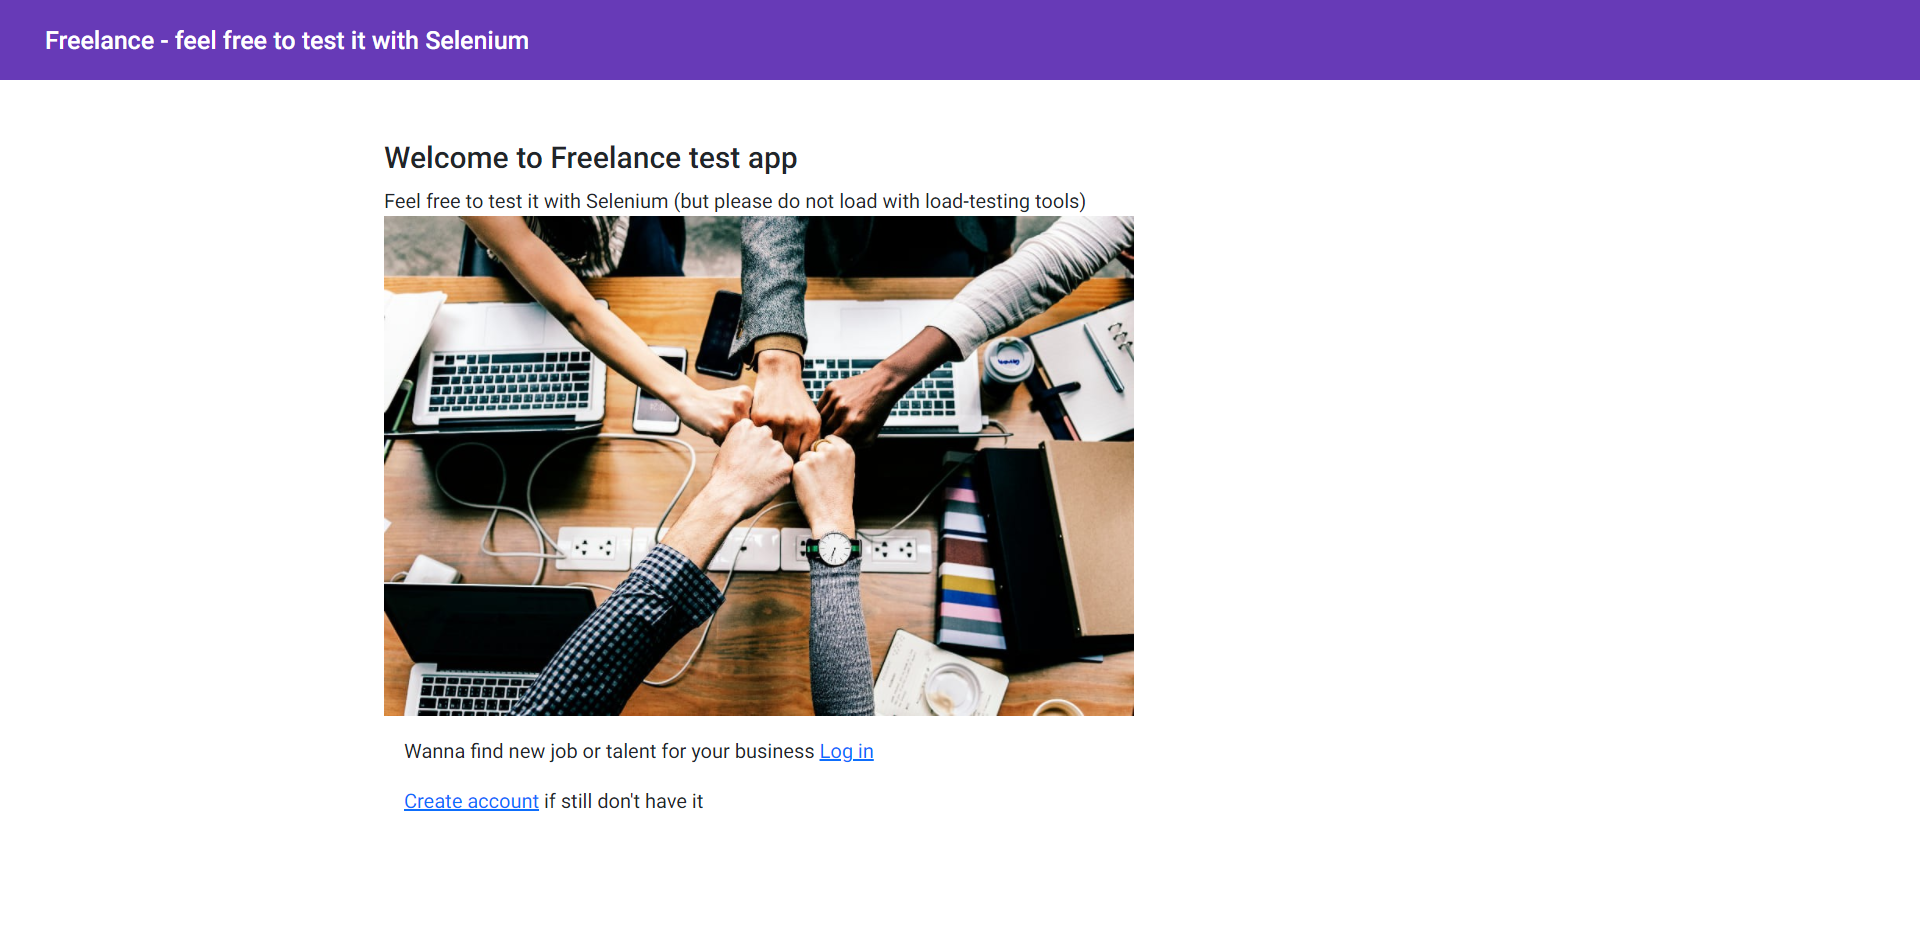 Freelance - feel free to test it with Selenium
Welcome to Freelance test app
Feel free to test it with Selenium (but please do not load with load-testing tools)
Wanna find new job or talent for your business Log in
Create account if still don't have it